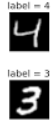 label = 4
4
label = 3
3